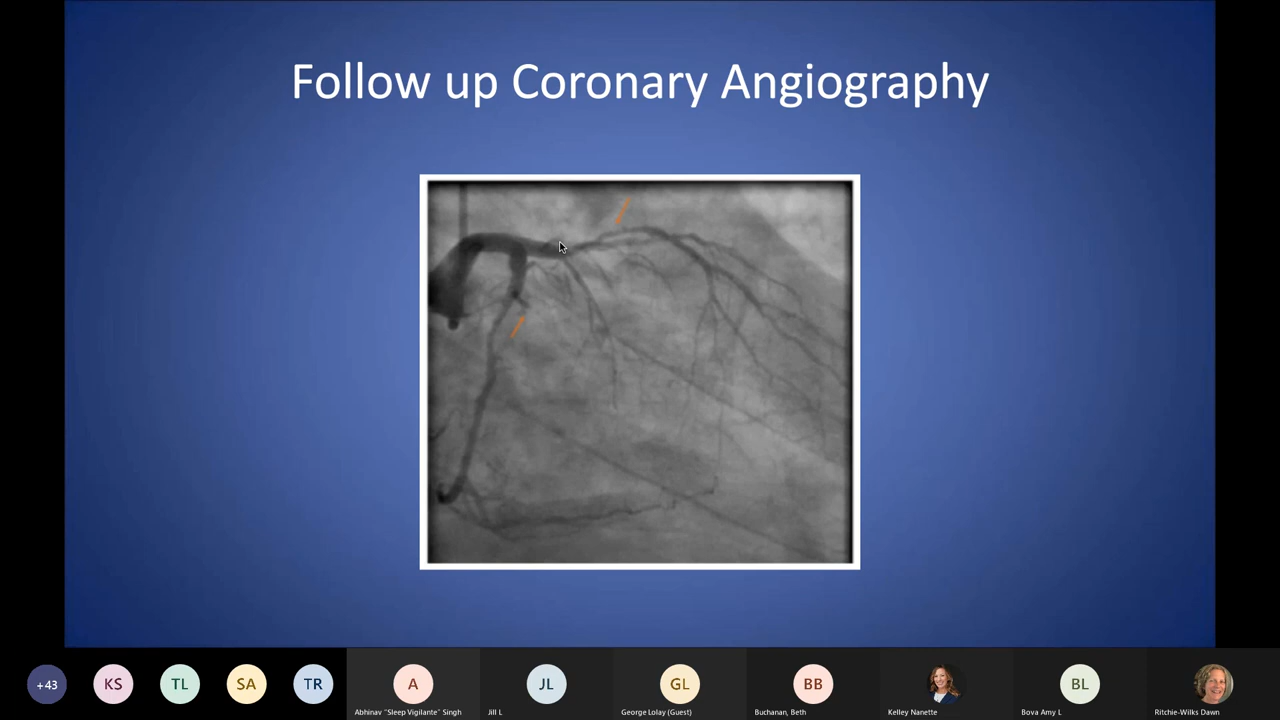 Follow up Coronary Angiography
+43
KS
TL
SA
TR
A
Abhinav "Sleep Vigilante" Singh
JL
Jill L
GL
George Lolay (Guest)
BB
Buchanan, Beth
Kelley Nanette
BL
Bova Amy L
Ritchie-Wilks Dawn